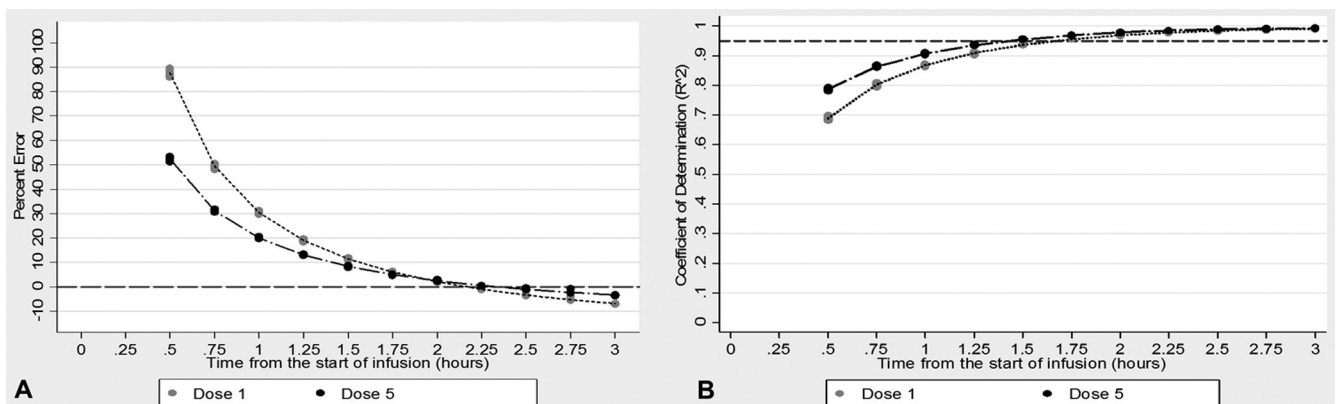 Percent Error
100
90
80
70
60
50
40
30
20
10
0
-10
0 .25 .5 .75 1 1.25 1.5 1.75 2 2.25 2.5 2.75 3
Time from the start of infusion (hours)
A
Dose 1 Dose 5
Coefficient of Determination (R^2)
1
.9
.8
.7
.6
.5
.4
.3
.2
.1
0
0 .25 .5 .75 1 1.25 1.5 1.75 2 2.25 2.5 2.75 3
Time from the start of infusion (hours)
B
Dose 1 Dose 5